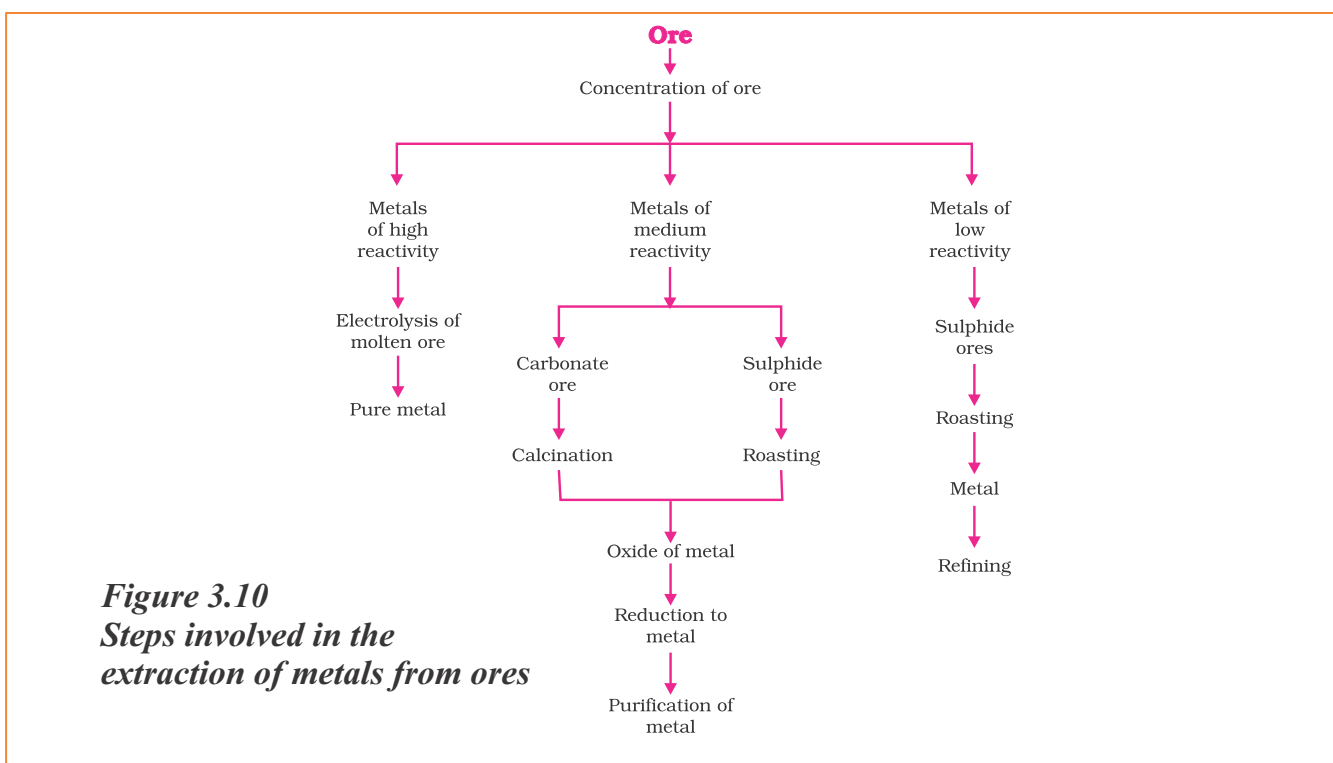 Ore
Concentration of ore
Metals
of high
reactivity
Electrolysis of
molten ore
Pure metal
Metals of
medium
reactivity
Carbonate
ore
Calcination
Sulphide
ore
Roasting
Oxide of metal
Reduction to
metal
Purification of
metal
Metals of
low
reactivity
Sulphide
ores
Roasting
Metal
Refining
Figure 3.10
Steps involved in the
extraction of metals from ores